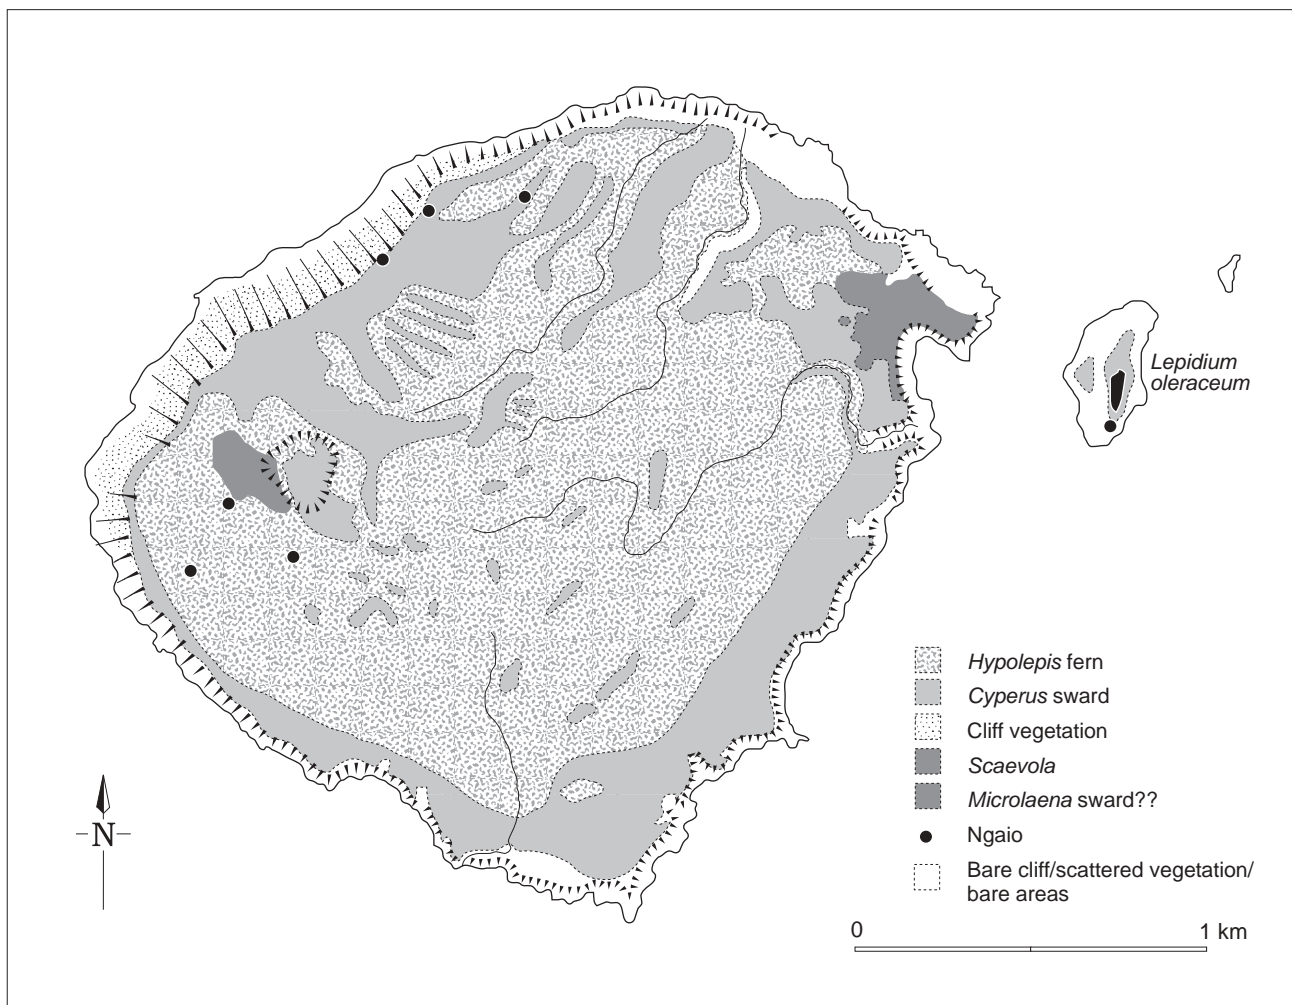 Lepidium
oleraceum
Hypolepis fern
Cyperus sward
Cliff vegetation
Scaevola
Microlaena sward??
Ngaio
Bare cliff/scattered vegetation/
bare areas
N
0 1 km